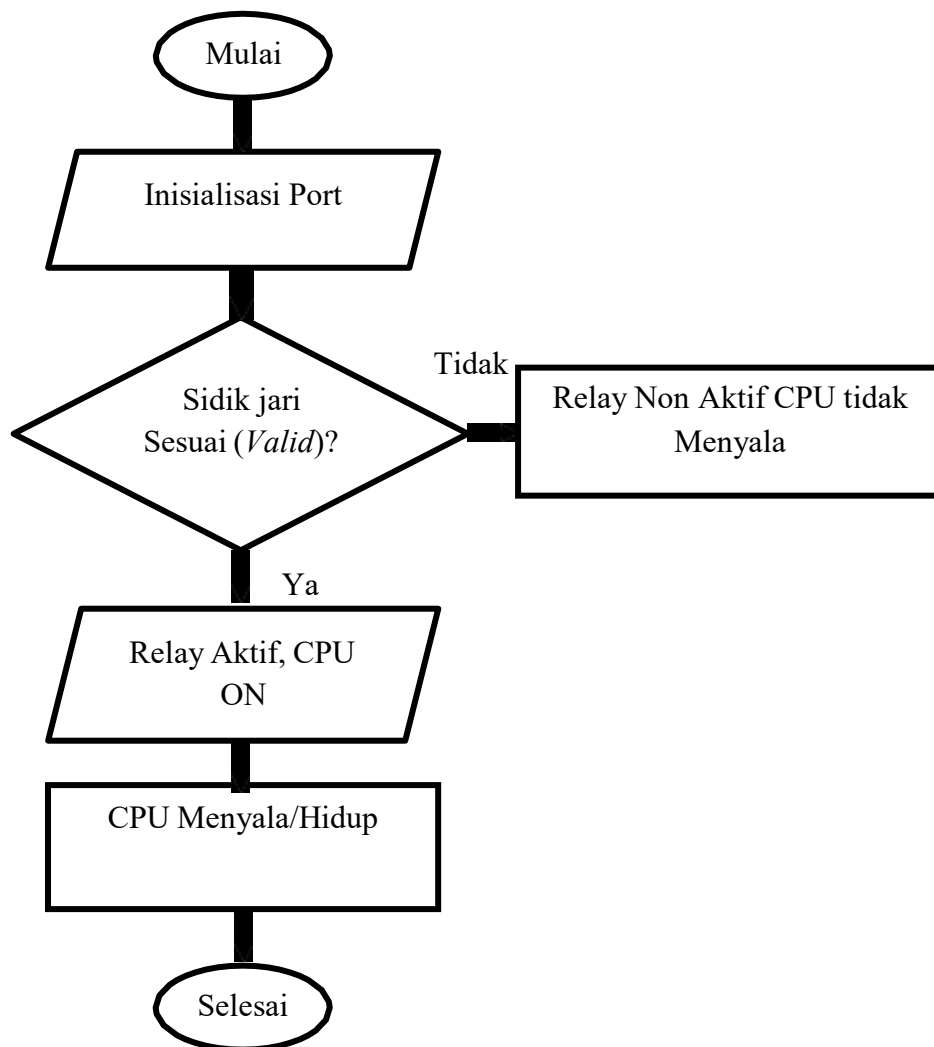 Mulai
Inisialisasi Port
Sidik jari
Sesuai (Valid)?
Tidak
Relay Non Aktif CPU tidak
Menyala
Ya
Relay Aktif, CPU
ON
CPU Menyala/Hidup
Selesai